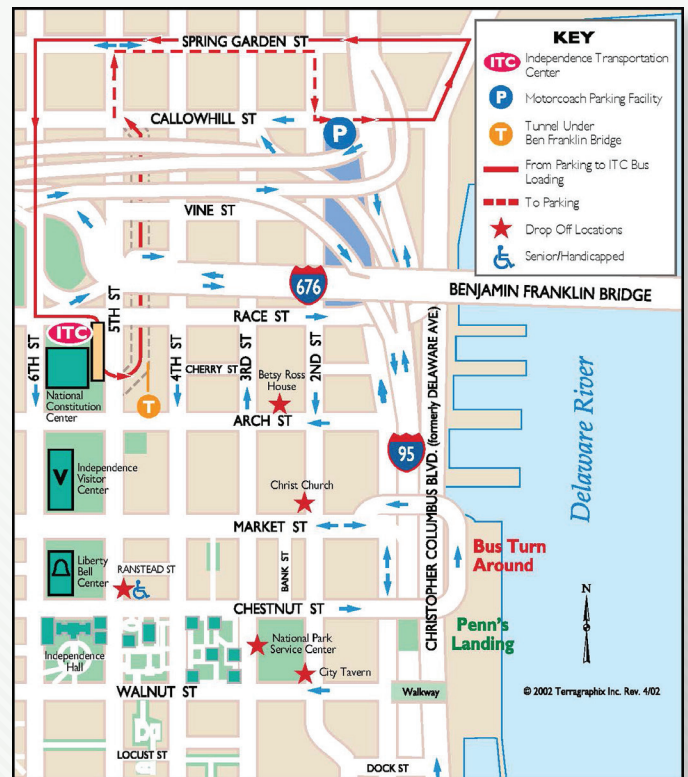 KEY
ITC
Independence Transportation
Center
P
Motorcoach Parking Facility
T
Tunnel Under
Ben Franklin Bridge
From Parking to ITC Bus
Loading
To Parking
Drop Off Locations
Senior/Handicapped
SPRING GARDEN ST
CALLOWHILL ST
P
VINE ST
5TH ST
676
BENJAMIN FRANKLIN BRIDGE
RACE ST
ITC
6TH ST
4TH ST
3RD ST
2ND ST
CHERRY ST
National
Constitution
Center
T
Betsy Ross
House
ARCH ST
95
CHRISTOPHER COLUMBUS BLVD. (formerly DELAWARE AVE.)
Delaware River
V
Independence
Visitor
Center
Christ Church
MARKET ST
Bus Turn
Around
Liberty
Bell
Center
RANSTEAD ST
BANK ST
CHESTNUT ST
Penn's
Landing
N
Independence
Hall
National Park
Service Center
City Tavern
WALNUT ST
Walkway
© 2002 Terragraphix Inc. Rev. 4/02
LOCUST ST
DOCK ST